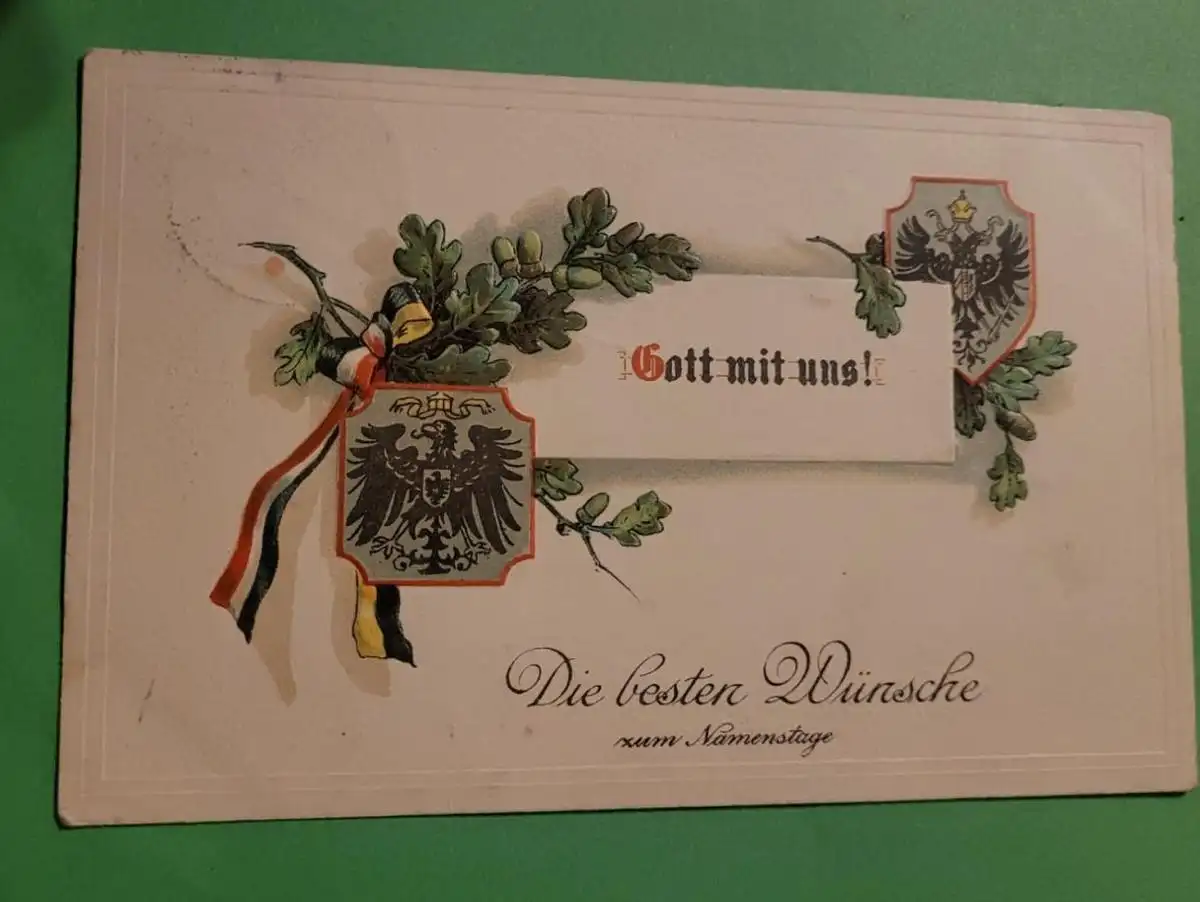 Gott mit uns!
Die besten Wünsche
zum Namenstage